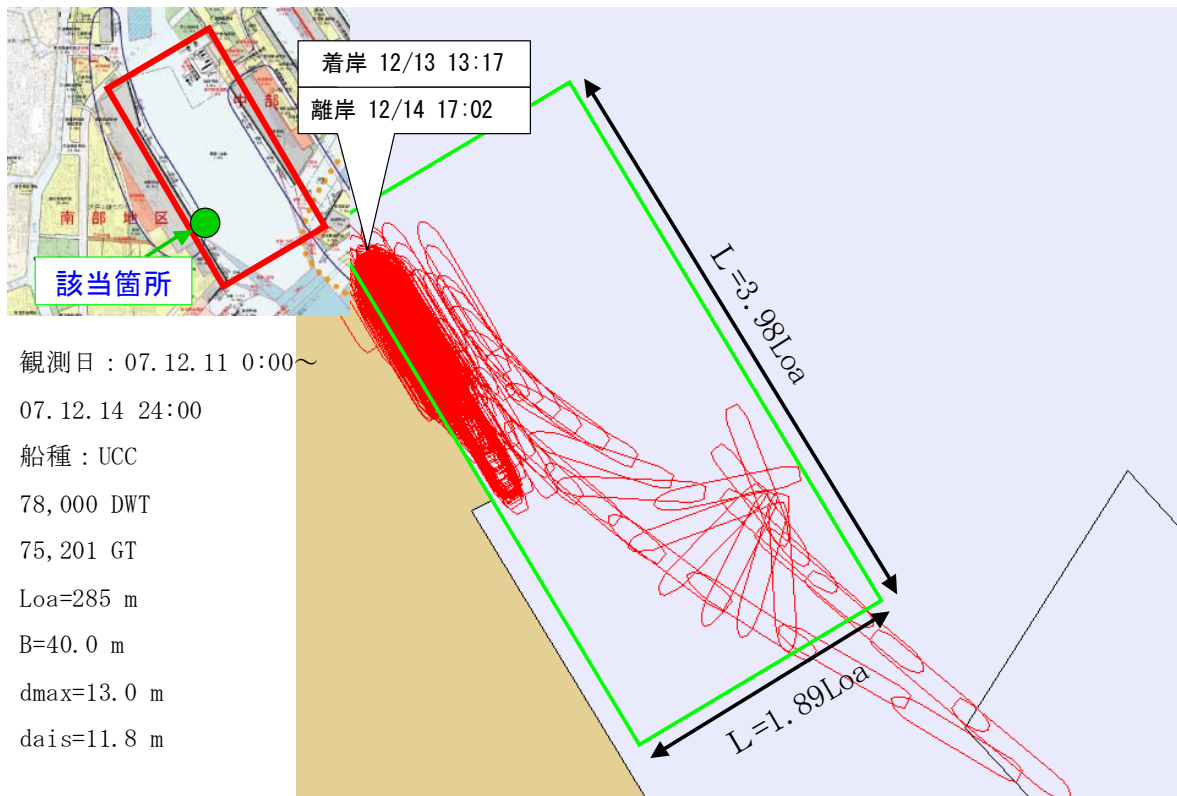 着岸 12/13 13:17
離岸 12/14 17:02
中 部
南 部 地 区
該当箇所
観測日：07.12.11 0:00～
07.12.14 24:00
船種：UCC
78,000 DWT
75,201 GT
Loa=285 m
B=40.0 m
dmax=13.0 m
dais=11.8 m
L=3.98Loa
L=1.89Loa